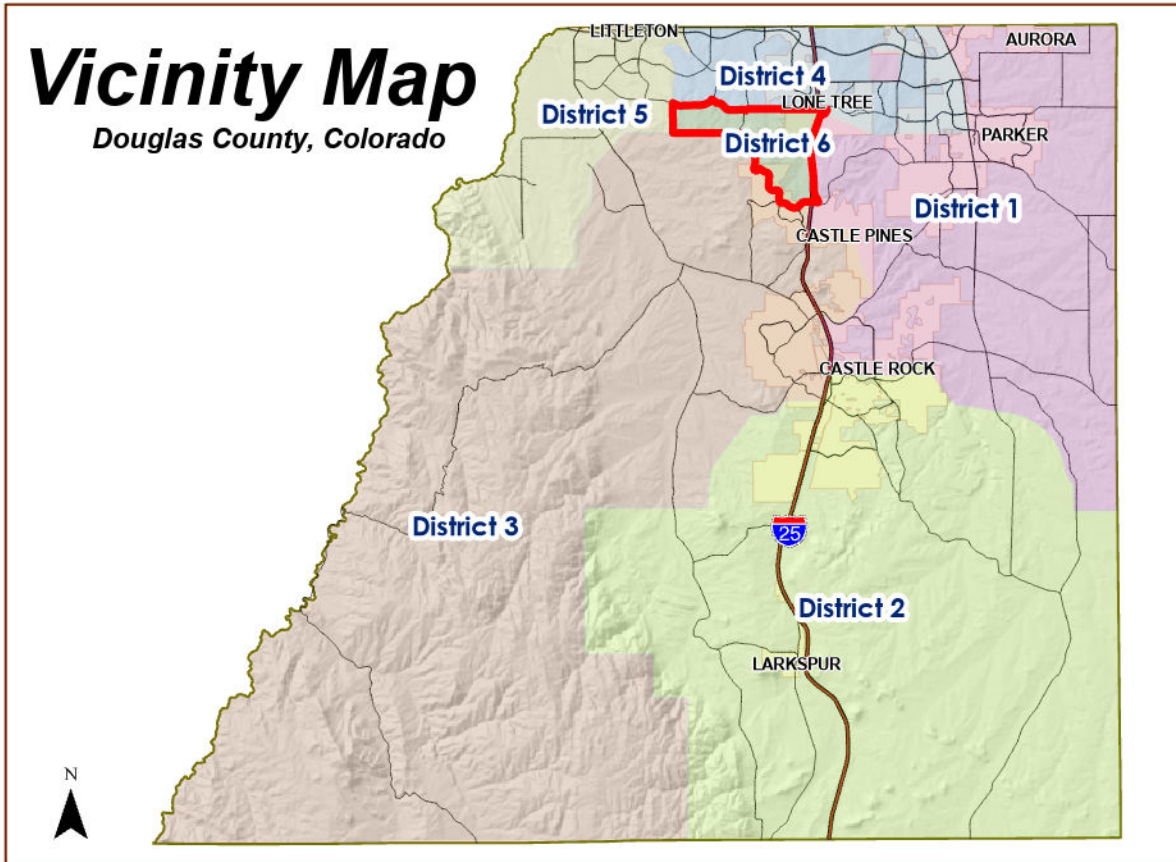 Vicinity Map
Douglas County, Colorado
LITTLETON
AURORA
District 4
LONE TREE
District 5
PARKER
District 6
District 1
CASTLE PINES
CASTLE ROCK
District 3
25
District 2
LARKSPUR
N